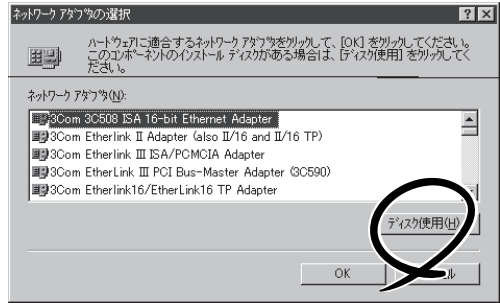 ネットワーク アダプタの選択
ハードウェアに適合するネットワーク アダプタをクリックして、[OK] をクリックしてください。
このコンポーネントのインストール ディスクがある場合は、[ディスク使用] をクリックしてく
ださい。
ネットワーク アダプタ(N):
3Com 3C508 ISA 16-bit Ethernet Adapter
3Com Etherlink II Adapter (also II/16 and II/16 TP)
3Com Etherlink III ISA/PCMCIA Adapter
3Com EtherLink III PCI Bus-Master Adapter (3C590)
3Com Etherlink16/EtherLink16 TP Adapter
ディスク使用(H)...
OK